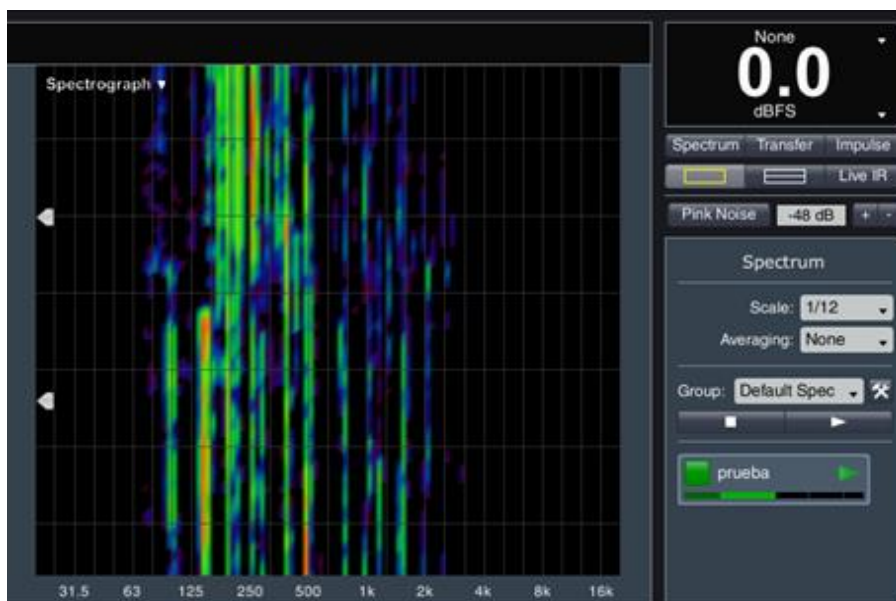 Spectrograph
None
0.0
dBFS
Spectrum Transfer Impulse
Live IR
Pink Noise -48 dB + -
Spectrum
Scale: 1/12
Averaging: None
Group: Default Spec
prueba
31.5 63 125 250 500 1k 2k 4k 8k 16k